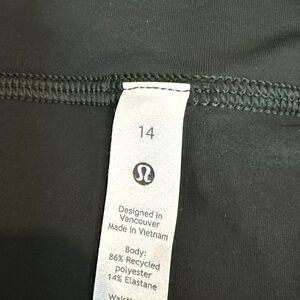 14
Designed in
Vancouver
Made in Vietnam
Body:
86% Recycled
polyester
14% Elastane